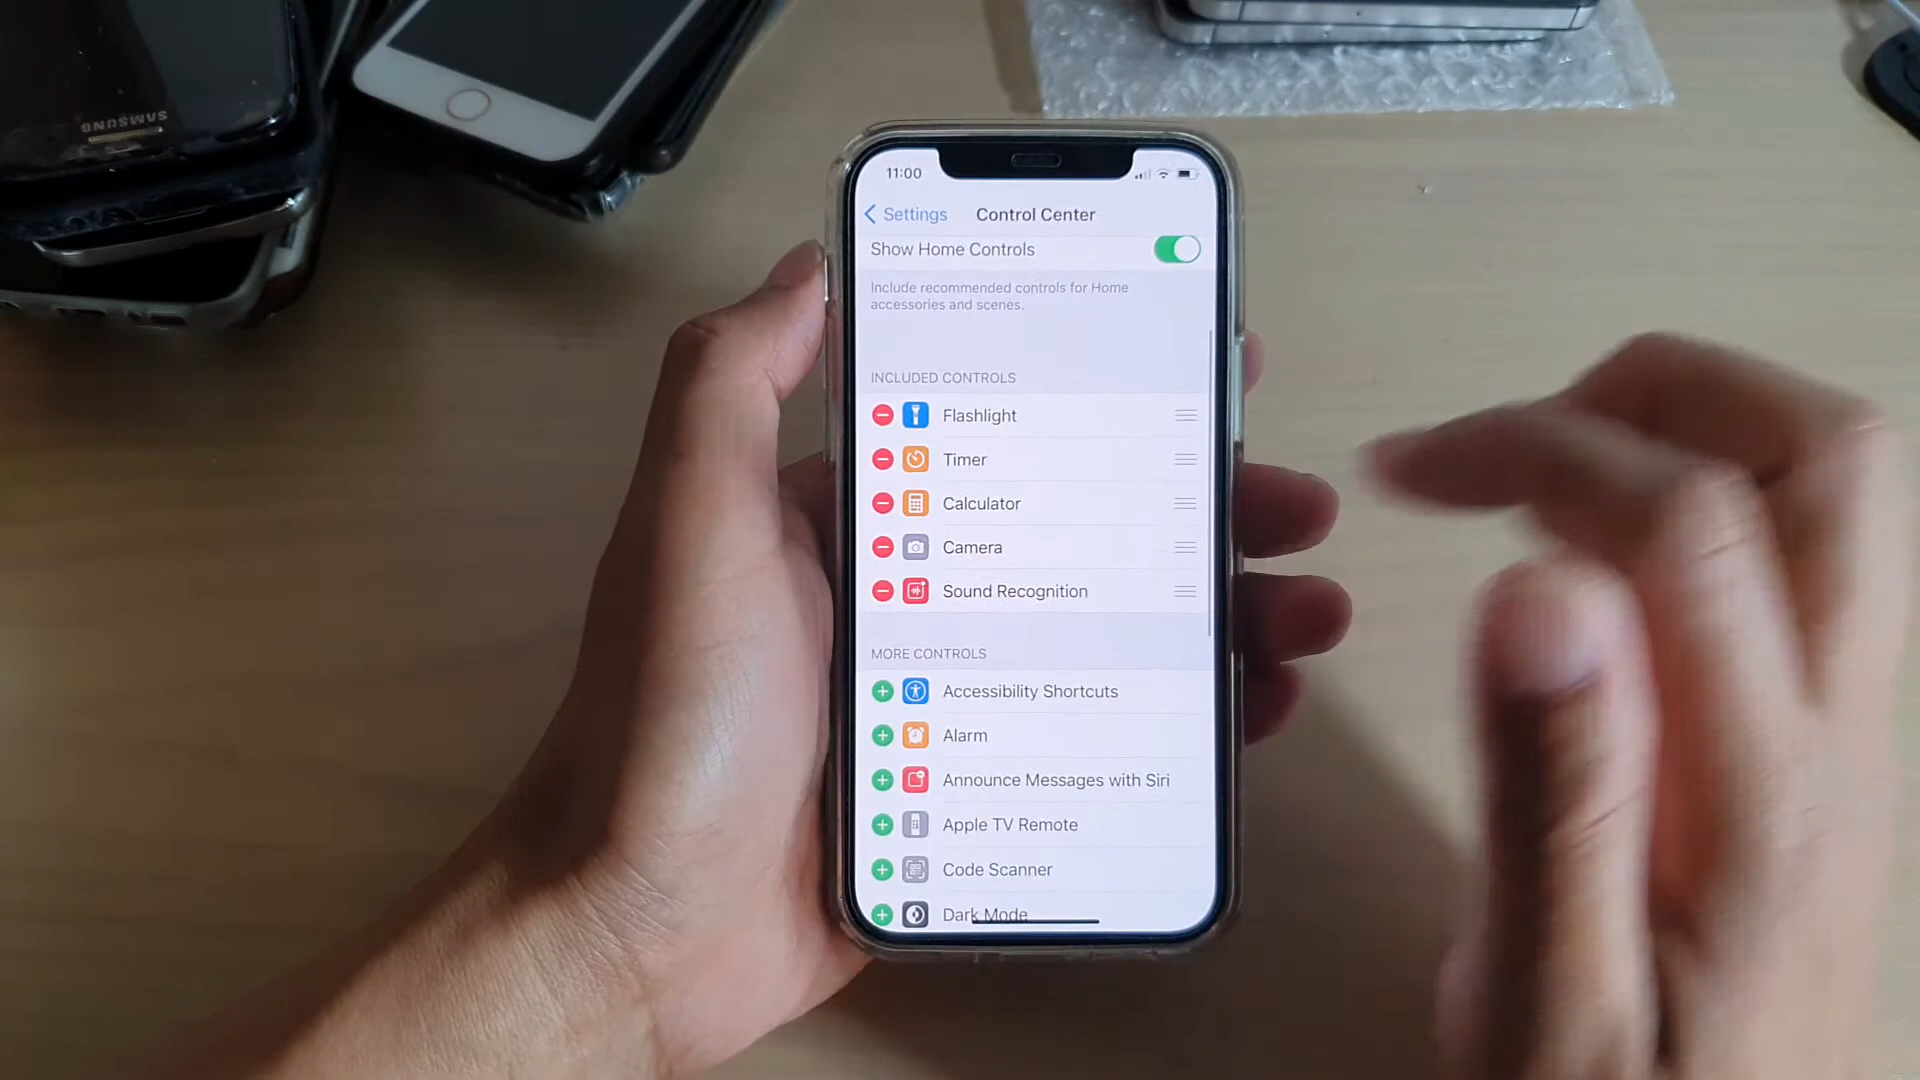 SAMSUNG
11:00
Settings
Control Center
Show Home Controls
Include recommended controls for Home
accessories and scenes.
INCLUDED CONTROLS
Flashlight
Timer
Calculator
Camera
Sound Recognition
MORE CONTROLS
Accessibility Shortcuts
Alarm
Announce Messages with Siri
Apple TV Remote
Code Scanner
Dark Mode